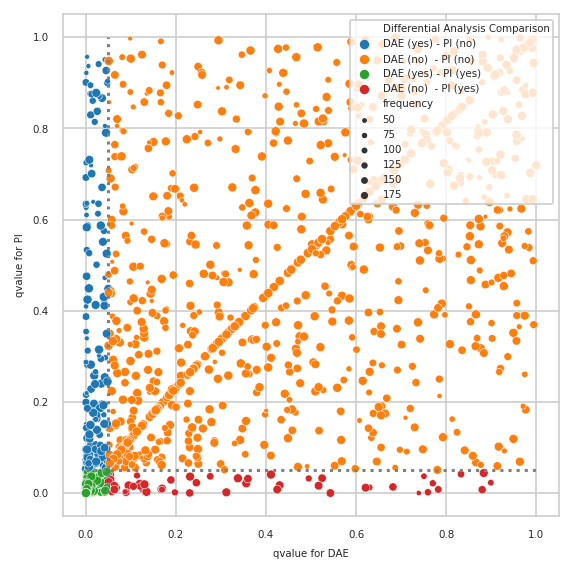 Differential Analysis Comparison
DAE (yes) - PI (no)
DAE (no)  - PI (no)
DAE (yes) - PI (yes)
DAE (no)  - PI (yes)
frequency
50
75
100
125
150
175
1.0
0.8
0.6
0.4
0.2
0.0
qvalue for PI
0.0 0.2 0.4 0.6 0.8 1.0
qvalue for DAE